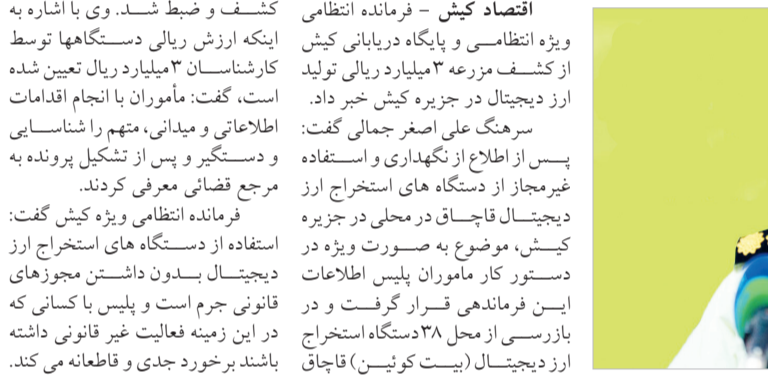 اقتصاد کیش - فرمانده انتظامی
ویژه انتظامی و پایگاه دریابانی کیش
از کشف مزرعه ۳میلیارد ریالی تولید
ارز دیجیتال در جزیره کیش خبر داد.
سرهنگ علی اصغر جمالی گفت:
پس از اطلاع از نگهداری و استفاده
غیرمجاز از دستگاه های استخراج ارز
دیجیتال قاچاق در محلی در جزیره
کیش، موضوع به صورت ویژه در
دستور کار ماموران پلیس اطلاعات
این فرماندهی قرار گرفت و در
بازرسی از محل ۳۸دستگاه استخراج
ارز دیجیتال (بیت کوئین) قاچاق
کشف و ضبط شد. وی با اشاره به
اینکه ارزش ریالی دستگاهها توسط
کارشناسان ۳میلیارد ریال تعیین شده
است، گفت: مأموران با انجام اقدامات
اطلاعاتی و میدانی، متهم را شناسایی
و دستگیر و پس از تشکیل پرونده به
مرجع قضائی معرفی کردند.
فرمانده انتظامی ویژه کیش گفت:
استفاده از دستگاه های استخراج ارز
دیجیتال بدون داشتن مجوزهای
قانونی جرم است و پلیس با کسانی که
در این زمینه فعالیت غیر قانونی داشته
باشند برخورد جدی و قاطعانه می کند.